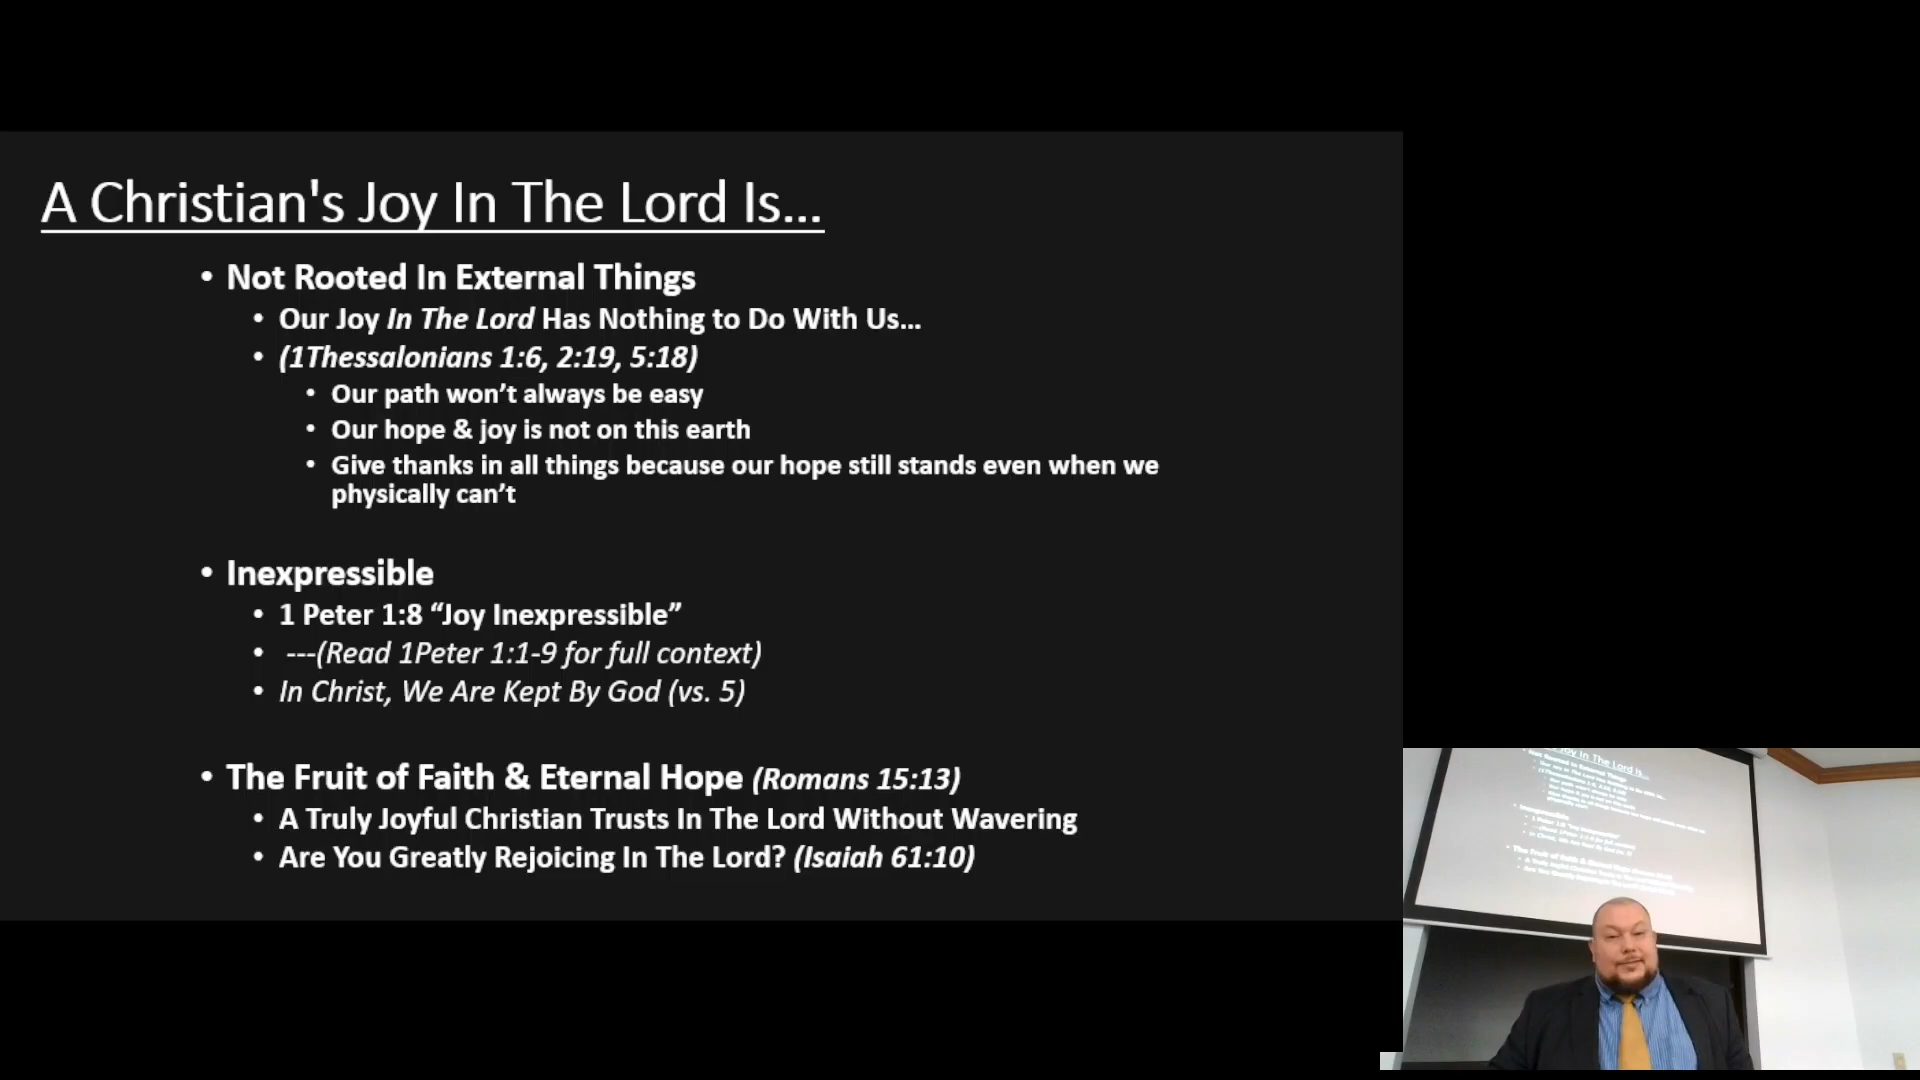 A Christian's Joy In The Lord Is...
• Not Rooted In External Things
• Our Joy In The Lord Has Nothing to Do With Us...
• (1Thessalonians 1:6, 2:19, 5:18)
• Our path won’t always be easy
• Our hope & joy is not on this earth
• Give thanks in all things because our hope still stands even when we
physically can’t
• Inexpressible
• 1 Peter 1:8 “Joy Inexpressible”
• ---(Read 1Peter 1:1-9 for full context)
• In Christ, We Are Kept By God (vs. 5)
• The Fruit of Faith & Eternal Hope (Romans 15:13)
• A Truly Joyful Christian Trusts In The Lord Without Wavering
• Are You Greatly Rejoicing In The Lord? (Isaiah 61:10)
Joy In The Lord Is...